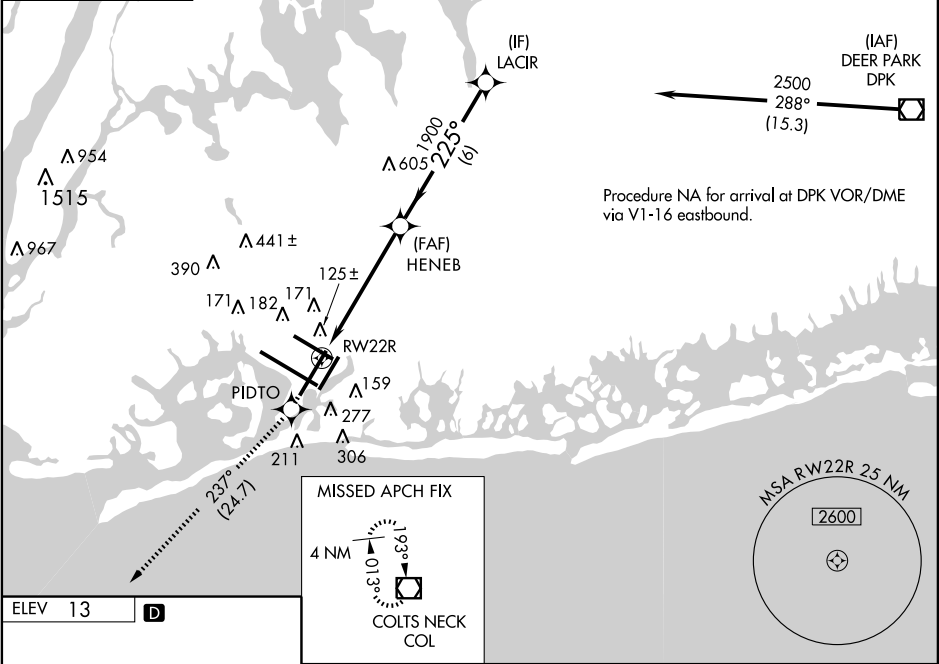 (IF)
LACIR
(IAF)
DEER PARK
DPK
2500
288°
(15.3)
1900
225°
(6)
954
1515
605
Procedure NA for arrival at DPK VOR/DME
via V1-16 eastbound.
967
441±
390
(FAF)
HENEB
125±
171
182
171
RW22R
159
PIDTO
277
211
306
237°
(24.7)
MISSED APCH FIX
4 NM
193°
013°
COLTS NECK
COL
MSA RW22R 25 NM
2600
ELEV 13
D